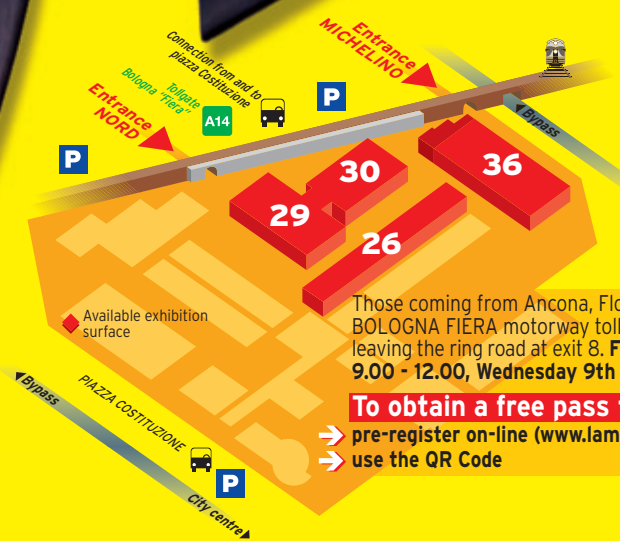 Entrance
MICHELINO
Connection from and to
piazza Costituzione
Tollgate
Bologna "Fiera"
A14
P
Entrance
NORD
P
Bypass
36
30
29
26
Available exhibition
surface
Those coming from Ancona, Flo
BOLOGNA FIERA motorway toll
leaving the ring road at exit 8. F
9.00 - 12.00, Wednesday 9th
To obtain a free pass
pre-register on-line (www.lam
use the QR Code
Bypass
PIAZZA COSTITUZIONE
P
City centre